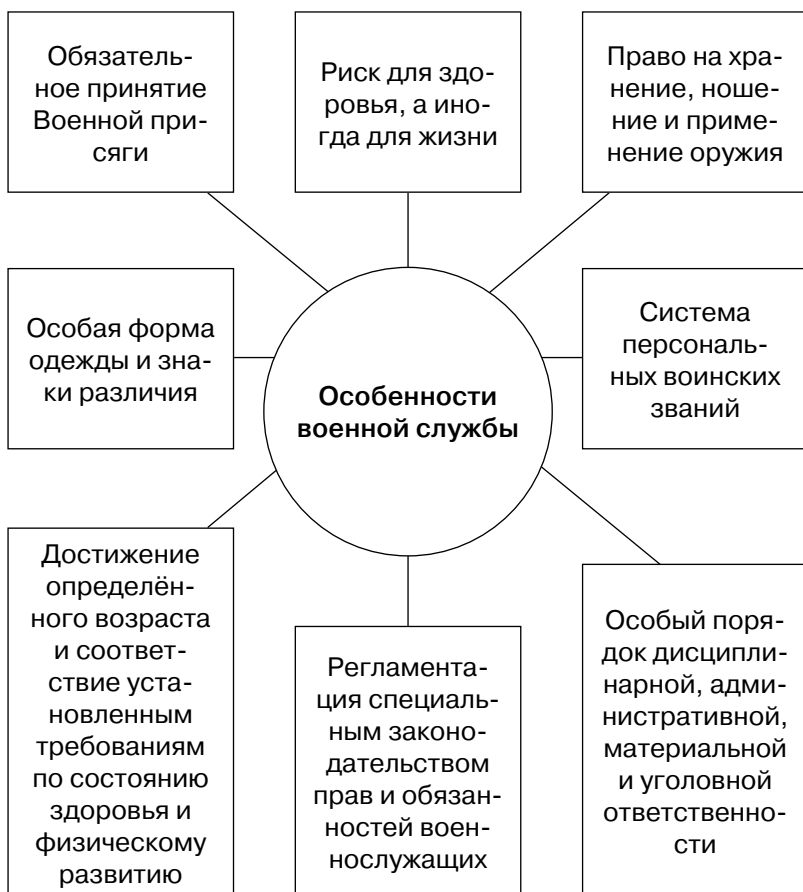 Обязатель-
ное принятие
Военной при-
сяги
Риск для здо-
ровья, а ино-
гда для жизни
Право на хра-
нение, ноше-
ние и приме-
нение оружия
Особая форма
одежды и зна-
ки различия
Особенности
военной службы
Система
персональ-
ных воинских
званий
Достижение
определён-
ного возраста
и соответ-
ствие уста-
новленным
требованиям
по состоянию
здоровья и
физическому
развитию
Регламента-
ция специаль-
ным законо-
дательством
прав и обязан-
ностей воен-
нослужащих
Особый поря-
док дисципли-
нарной, адми-
нистративной,
материальной
и уголовной
ответственно-
сти